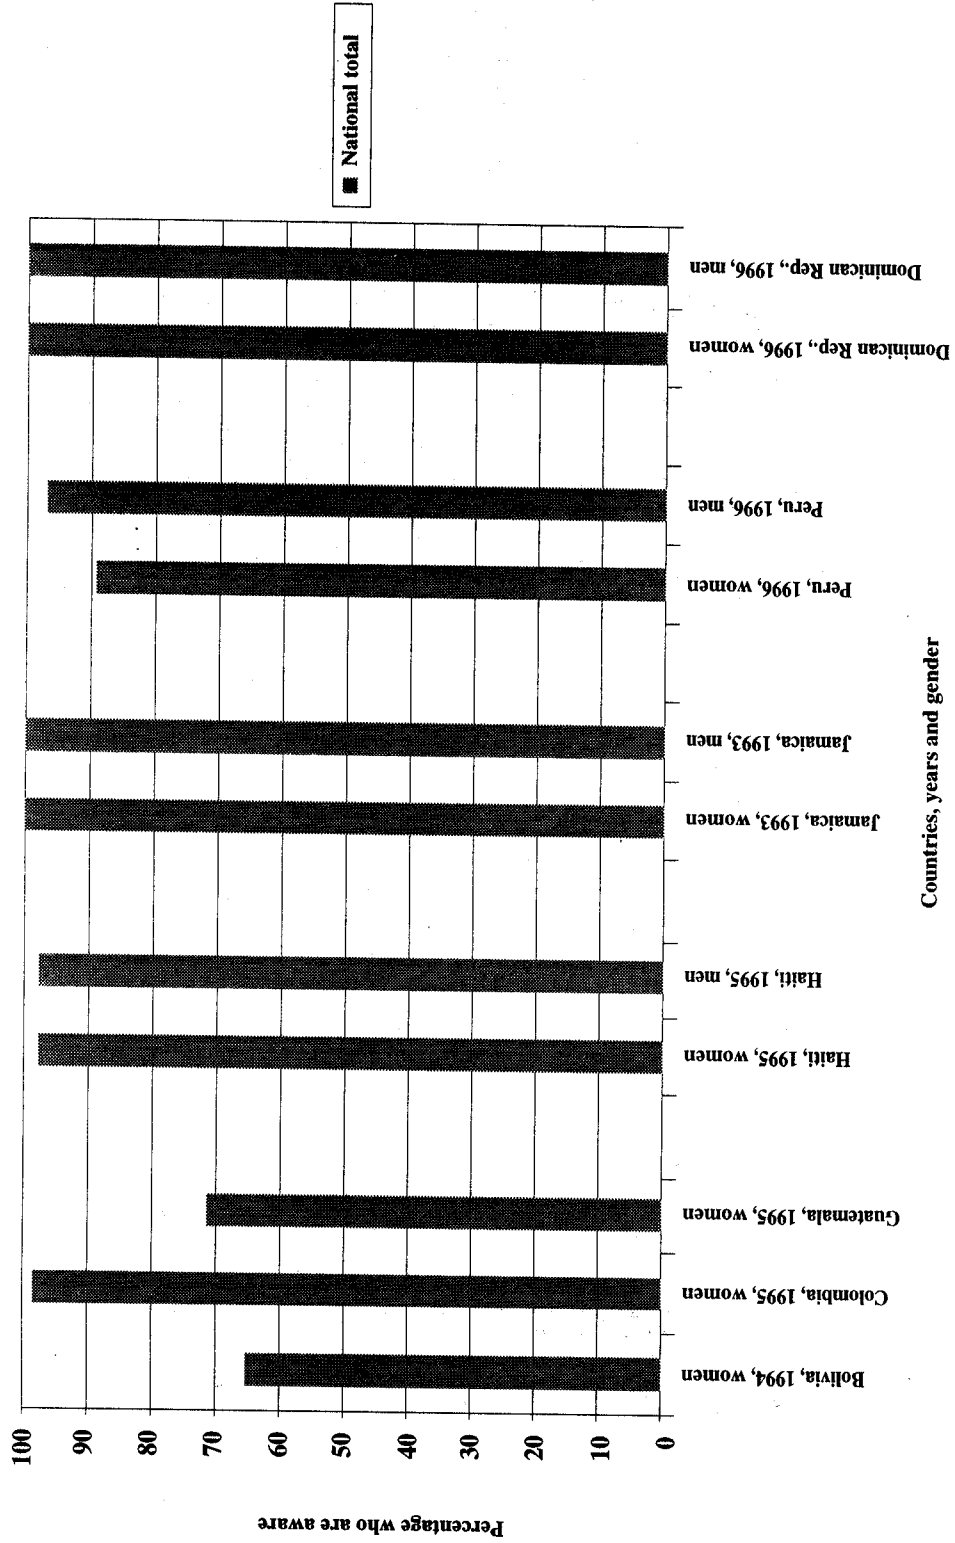 National total
100
90
80
70
60
50
40
30
20
10
0
Percentage who are aware
Bolivia, 1994, women
Colombia, 1995, women
Guatemala, 1995, women
Haiti, 1995, women
Haiti, 1995, men
Jamaica, 1993, women
Jamaica, 1993, men
Peru, 1996, women
Peru, 1996, men
Dominican Rep., 1996, women
Dominican Rep., 1996, men
Countries, years and gender